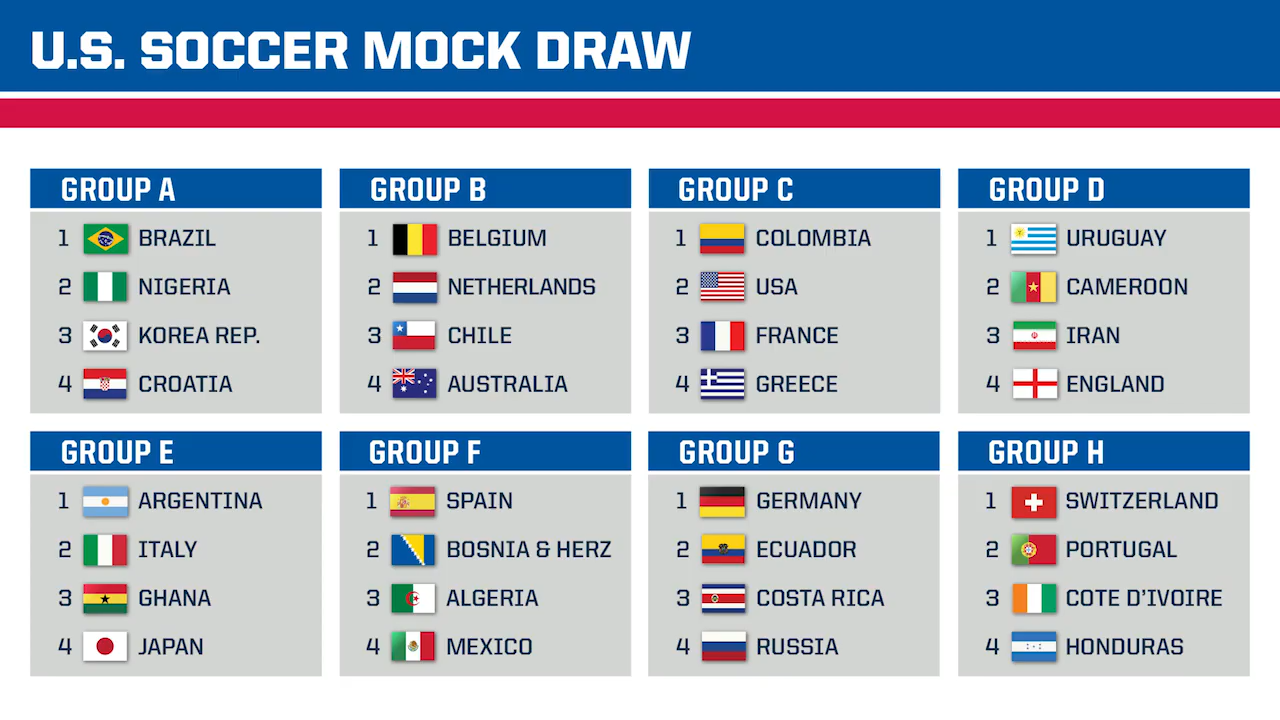 U.S. SOCCER MOCK DRAW
GROUP A
1 BRAZIL
2 NIGERIA
3 KOREA REP.
4 CROATIA
GROUP B
1 BELGIUM
2 NETHERLANDS
3 CHILE
4 AUSTRALIA
GROUP C
1 COLOMBIA
2 USA
3 FRANCE
4 GREECE
GROUP D
1 URUGUAY
2 CAMEROON
3 IRAN
4 ENGLAND
GROUP E
1 ARGENTINA
2 ITALY
3 GHANA
4 JAPAN
GROUP F
1 SPAIN
2 BOSNIA & HERZ
3 ALGERIA
4 MEXICO
GROUP G
1 GERMANY
2 ECUADOR
3 COSTA RICA
4 RUSSIA
GROUP H
1 SWITZERLAND
2 PORTUGAL
3 COTE D'IVOIRE
4 HONDURAS